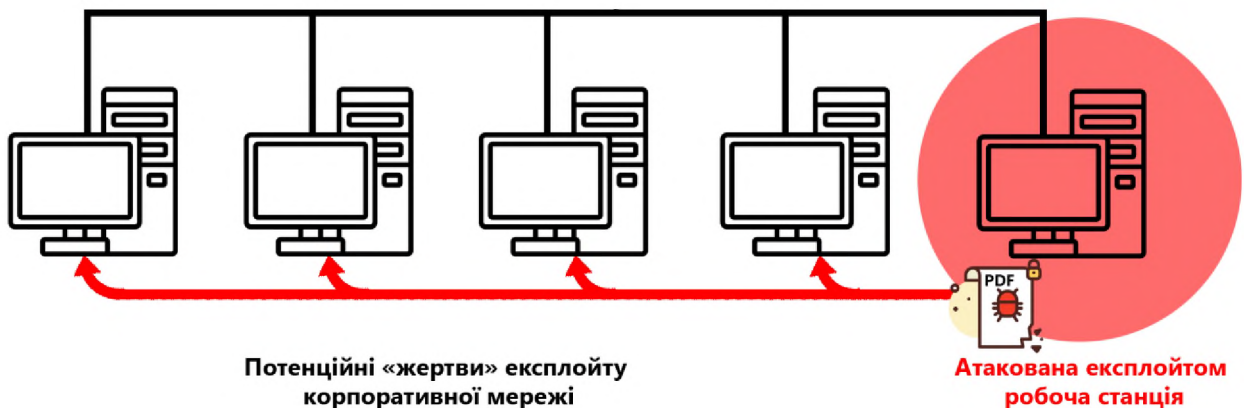 PDF
Потенційні «жертви» експлойту
корпоративної мережі
Атакована експлойтом
робоча станція